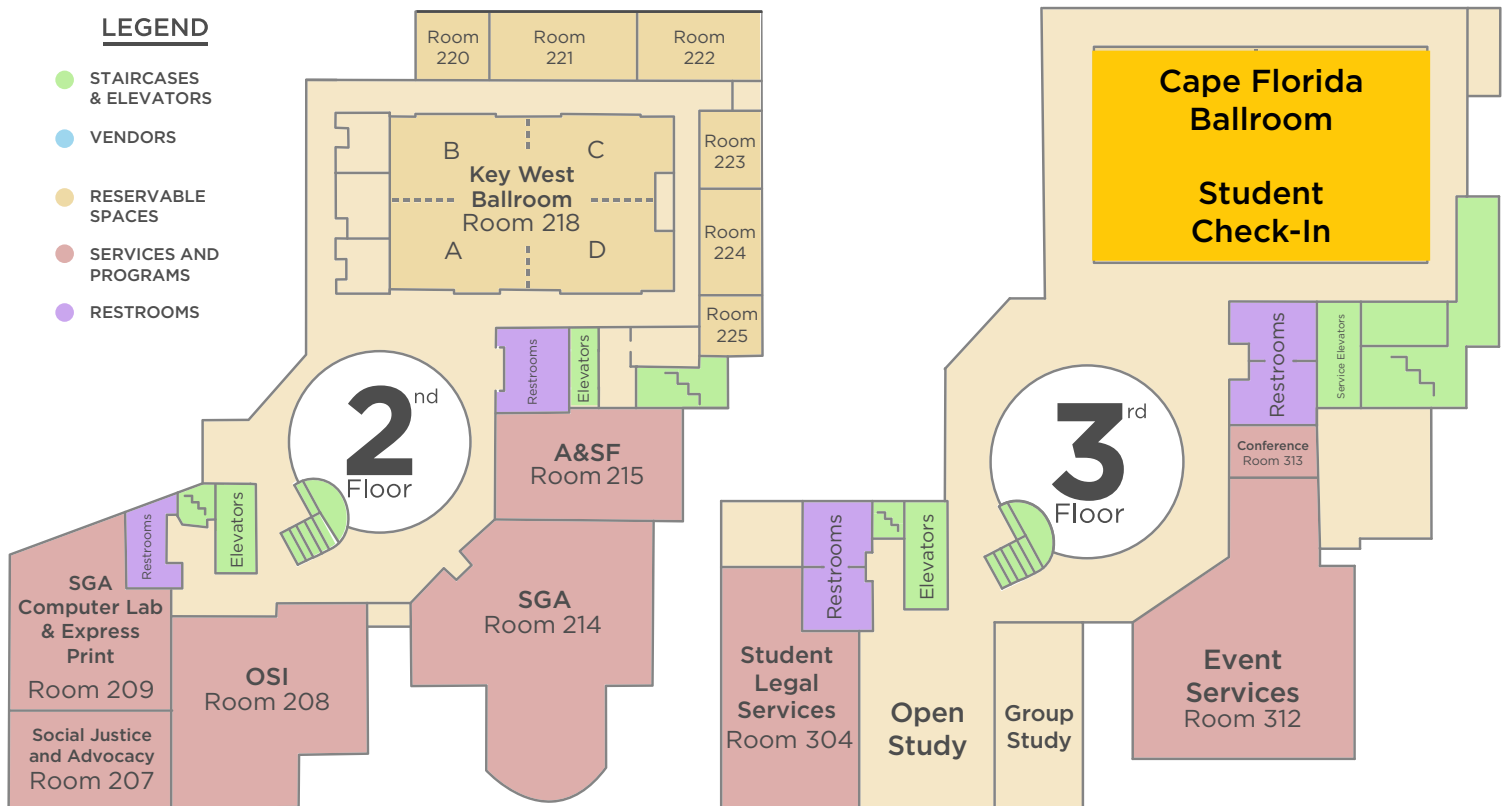 LEGEND
STAIRCASES
& ELEVATORS
VENDORS
RESERVABLE
SPACES
SERVICES AND
PROGRAMS
RESTROOMS
Room
220
Room
221
Room
222
Room
223
Room
224
Room
225
B
C
Key West
Ballroom
Room 218
A
D
Restrooms
Elevators
2nd
Floor
A&SF
Room 215
Restrooms
Elevators
SGA
Computer Lab
& Express
Print
Room 209
SGA
Room 214
OSI
Room 208
Social Justice
and Advocacy
Room 207
Cape Florida
Ballroom
Student
Check-In
Restrooms
Service Elevators
3rd
Floor
Conference
Room 313
Restrooms
Elevators
Student
Legal
Services
Room 304
Open
Study
Group
Study
Event
Services
Room 312